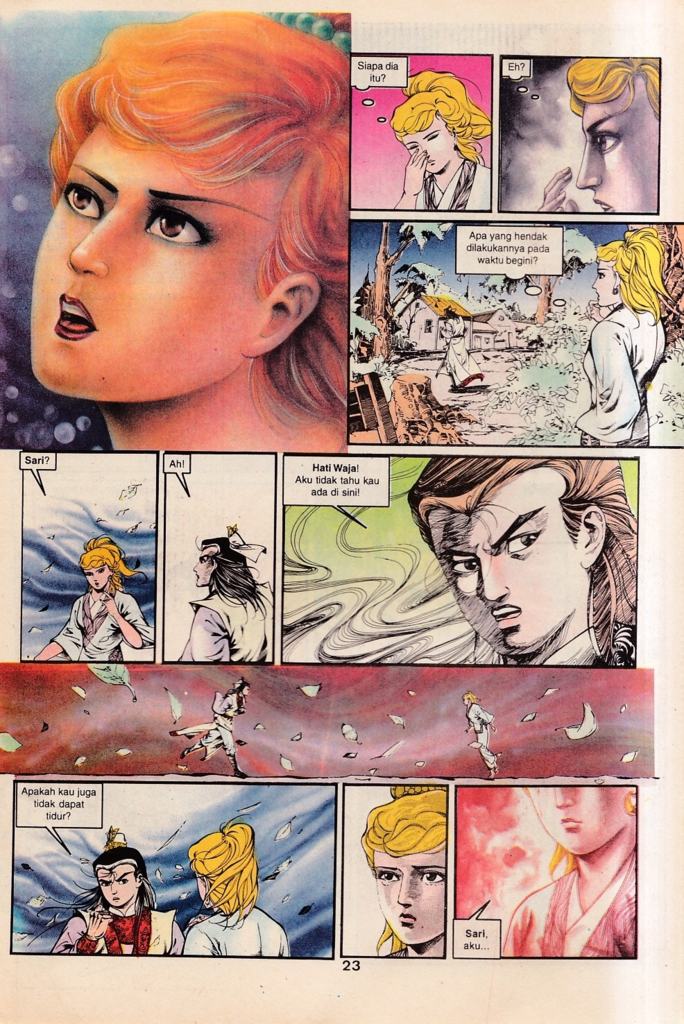 Siapa dia
itu?
Eh?
Apa yang hendak
dilakukannya pada
waktu begini?
Sari?
Ah!
Hati Waja!
Aku tidak tahu kau
ada di sini!
Apakah kau juga
tidak dapat
tidur?
Sari,
aku...
23